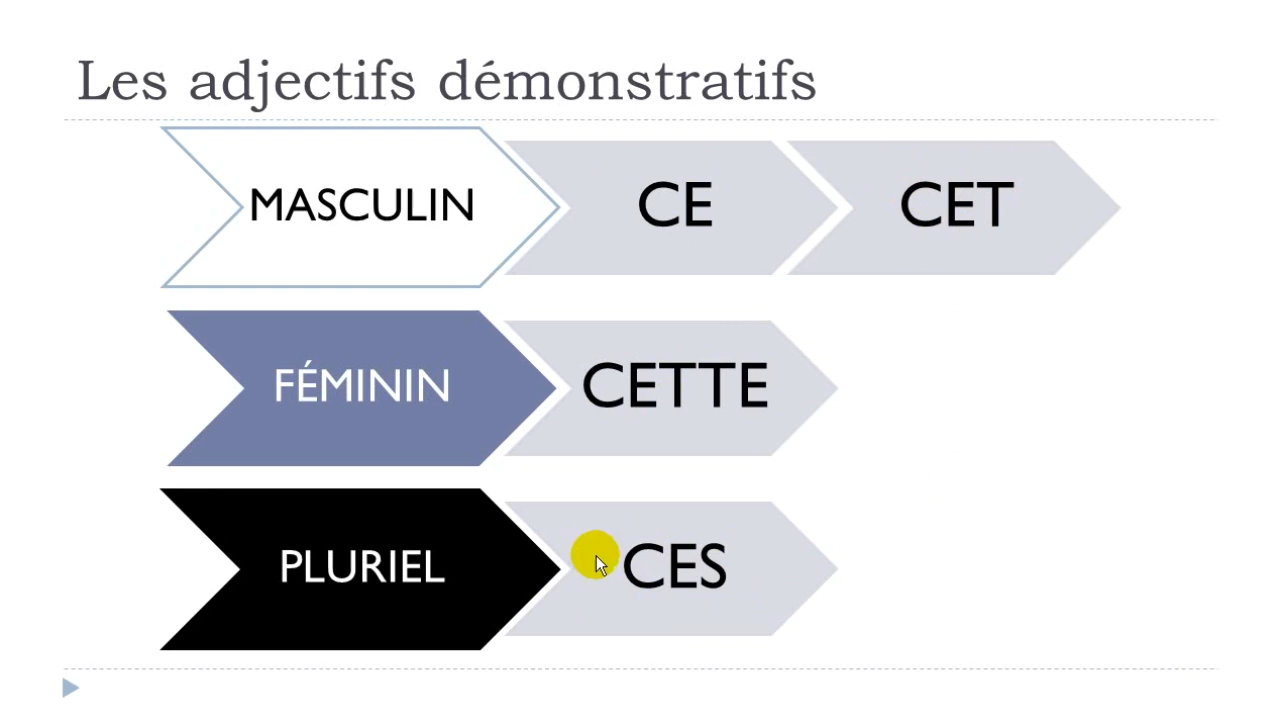 Les adjectifs démonstratifs
MASCULIN CE CET
FÉMININ CETTE
PLURIEL CES